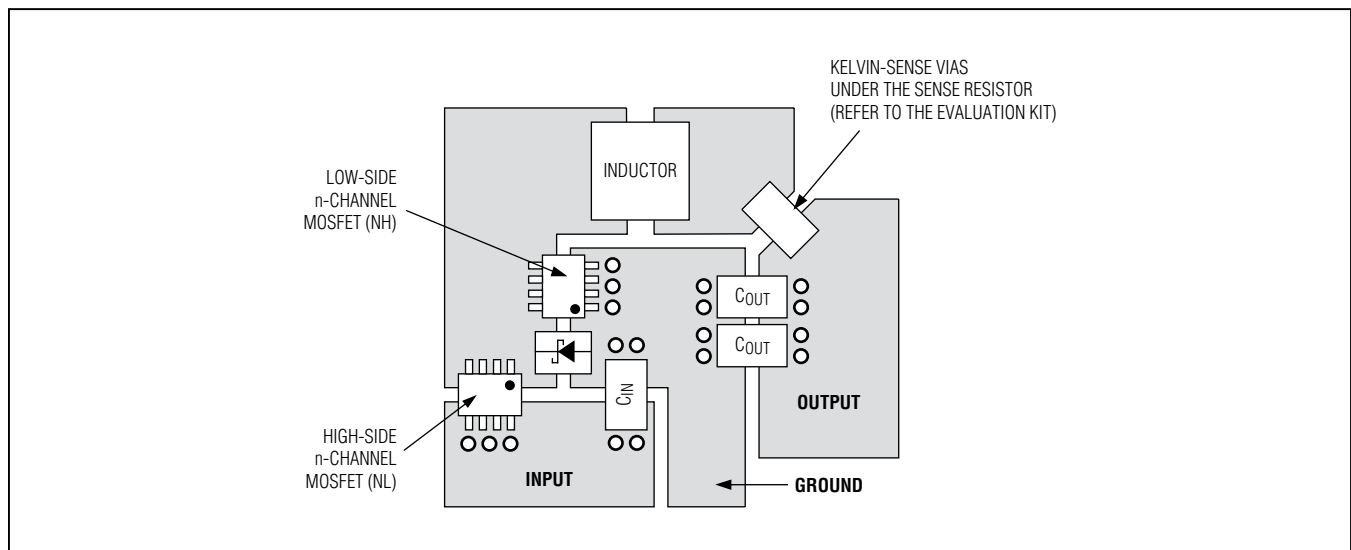 KELVIN-SENSE VIAS
UNDER THE SENSE RESISTOR
(REFER TO THE EVALUATION KIT)
INDUCTOR
LOW-SIDE
n-CHANNEL
MOSFET (NH)
COUT
COUT
CIN
OUTPUT
HIGH-SIDE
n-CHANNEL
MOSFET (NL)
INPUT
GROUND